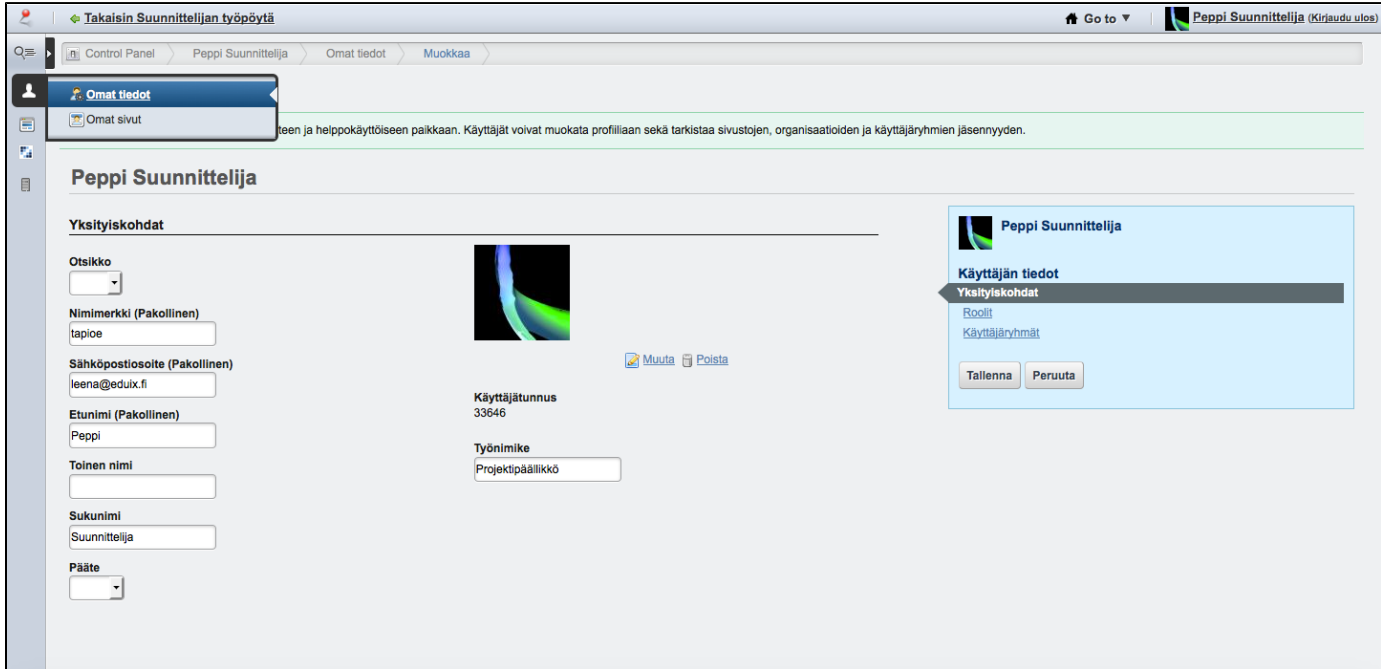 Takaisin Suunnittelijan työpöytä
Go to ▼
Peppi Suunnittelija (Kirjaudu ulos)
Control Panel
Peppi Suunnittelija
Omat tiedot
Muokkaa
Omat tiedot
Omat sivut
teen ja helppokäyttöiseen paikkaan. Käyttäjät voivat muokata profiiliaan sekä tarkistaa sivustojen, organisaatioiden ja käyttäjäryhmien jäsennyyden.
Peppi Suunnittelija
Yksityiskohdat
Otsikko
Nimimerkki (Pakollinen)
tapioe
Sähköpostiosoite (Pakollinen)
leena@eduix.fi
Etunimi (Pakollinen)
Peppi
Toinen nimi
Sukunimi
Suunnittelija
Pääte
Muuta
Poista
Käyttäjätunnus
33646
Työnimike
Projektipäällikkö
Peppi Suunnittelija
Käyttäjän tiedot
Yksityiskohdat
Roolit
Käyttäjäryhmät
Tallenna
Peruuta